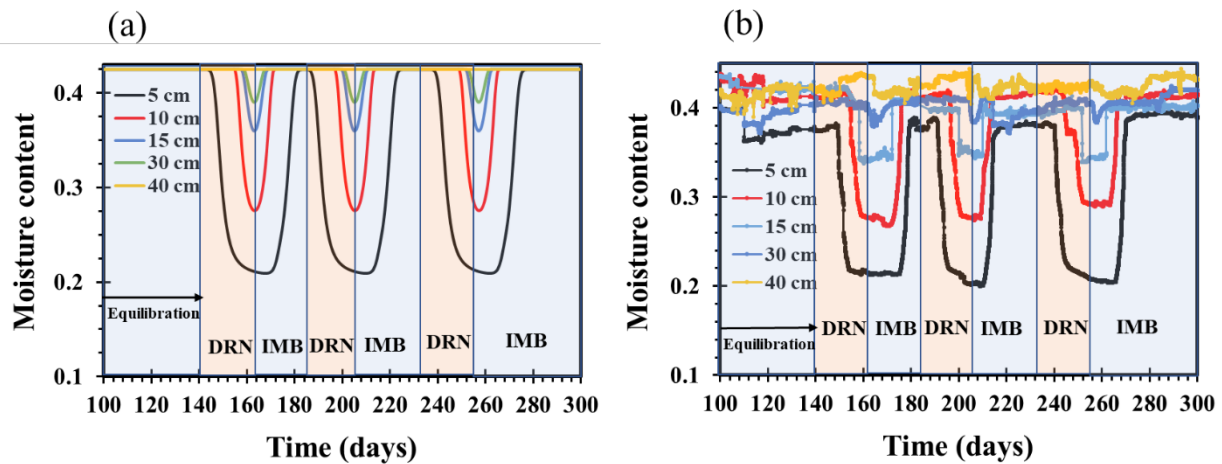 (a)
Moisture content
0.4
0.3
0.2
0.1
5 cm
10 cm
15 cm
30 cm
40 cm
Equilibration
DRN
IMB
DRN
IMB
DRN
IMB
100 120 140 160 180 200 220 240 260 280 300
Time (days)
(b)
Moisture content
0.4
0.3
0.2
0.1
5 cm
10 cm
15 cm
30 cm
40 cm
Equilibration
DRN
IMB
DRN
IMB
DRN
IMB
100 120 140 160 180 200 220 240 260 280 300
Time (days)